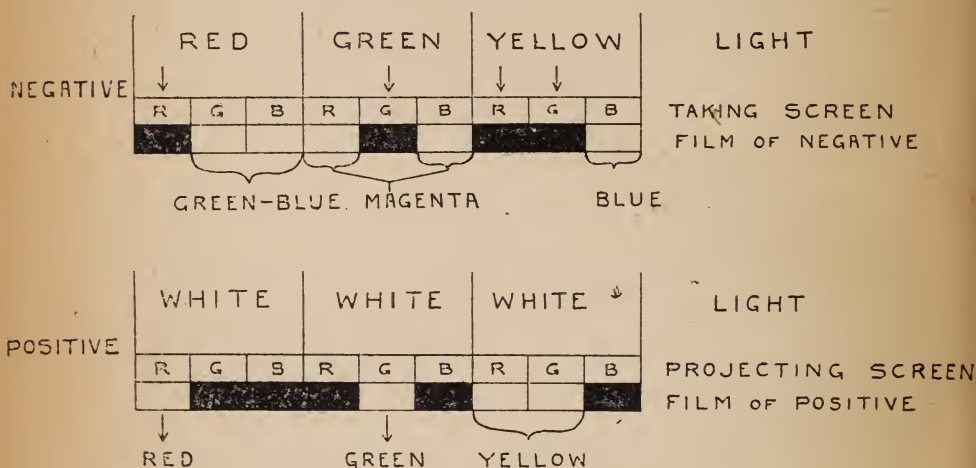 RED GREEN YELLOW LIGHT
NEGATIVE
R G B R G B R G B TAKING SCREEN
FILM OF NEGATIVE
GREEN-BLUE. MAGENTA BLUE
WHITE WHITE WHITE LIGHT
POSITIVE
R G B R G B R G B PROJECTING SCREEN
FILM OF POSITIVE
RED GREEN YELLOW